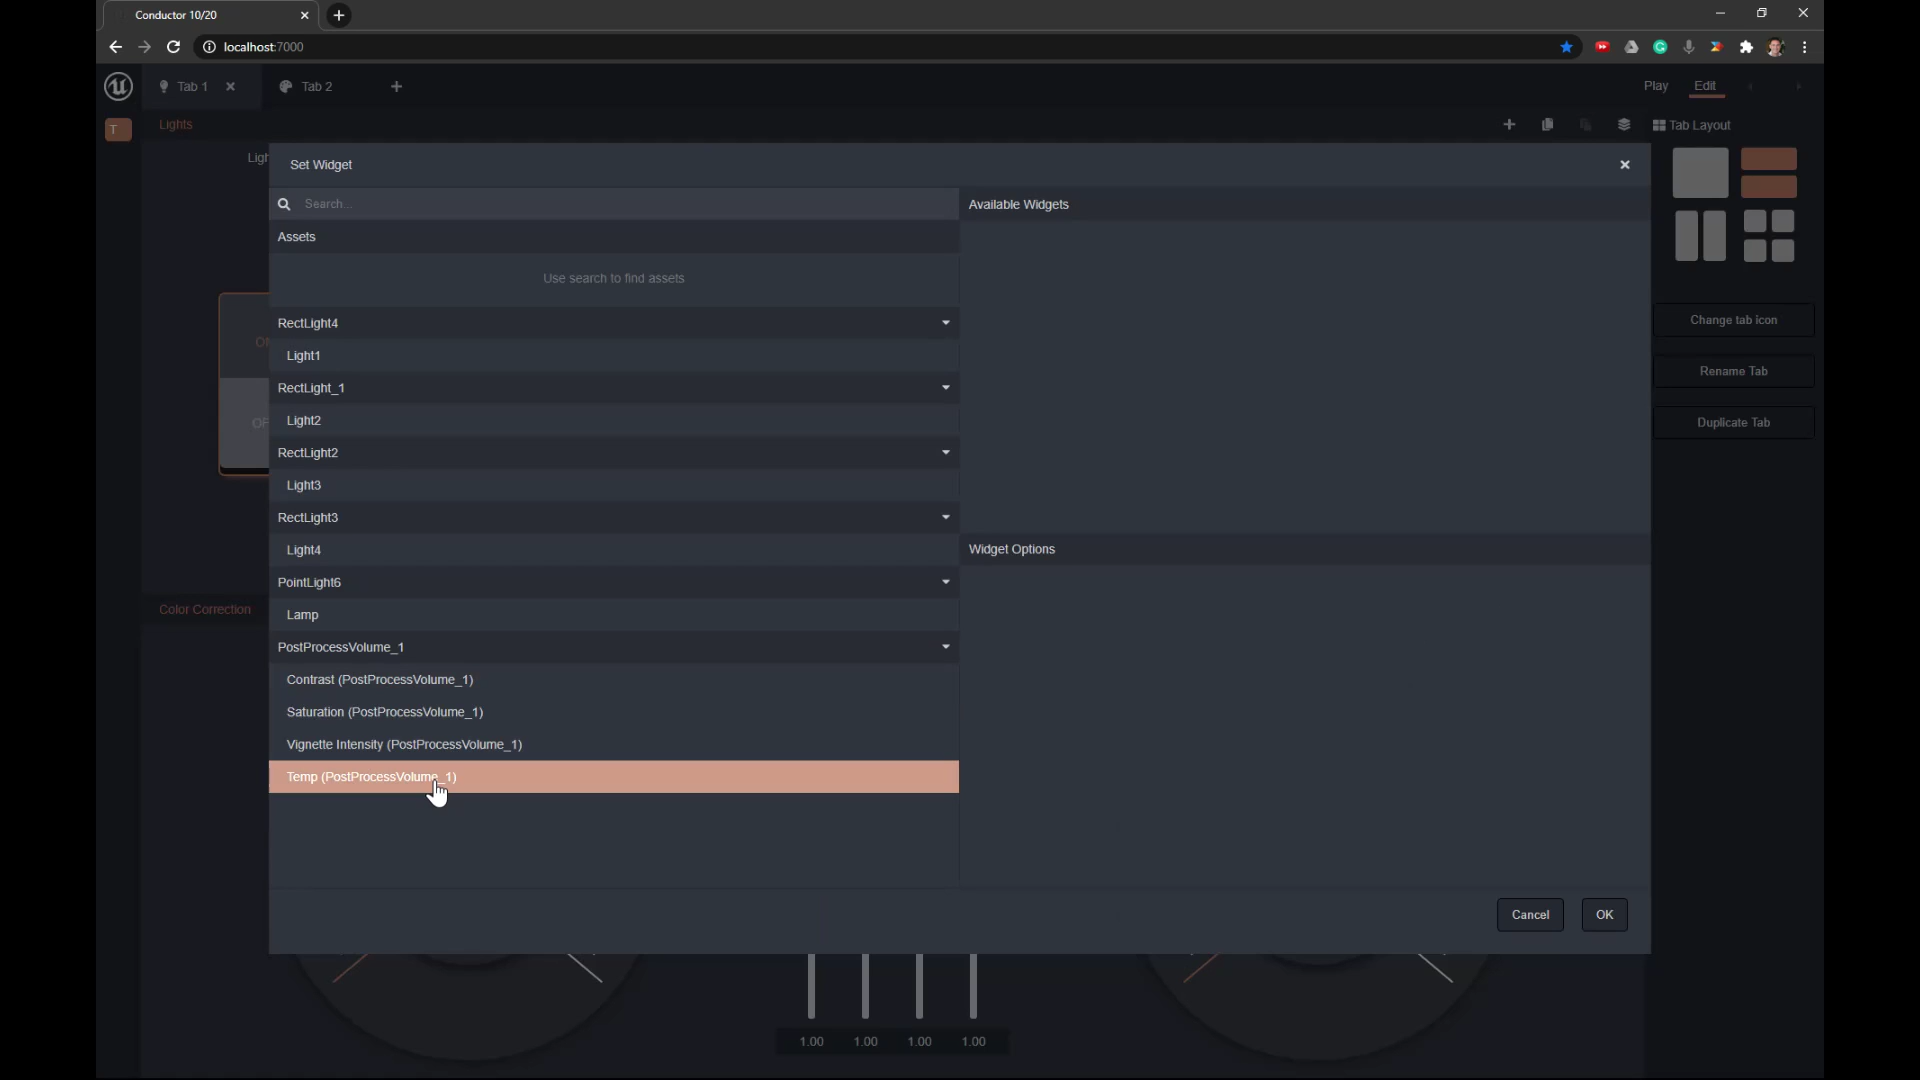 Conductor 10/20
localhost:7000
Tab 1
Tab 2
Play
Edit
T
Lights
Tab Layout
Ligh
Set Widget
Search...
Available Widgets
Assets
Use search to find assets
RectLight4
Change tab icon
ON
Light1
Rename Tab
RectLight_1
OF
Light2
Duplicate Tab
RectLight2
Light3
RectLight3
Light4
Widget Options
PointLight6
Color Correction
Lamp
PostProcessVolume_1
Contrast (PostProcessVolume_1)
Saturation (PostProcessVolume_1)
Vignette Intensity (PostProcessVolume_1)
Temp (PostProcessVolume_1)
Cancel
OK
1.00 1.00 1.00 1.00